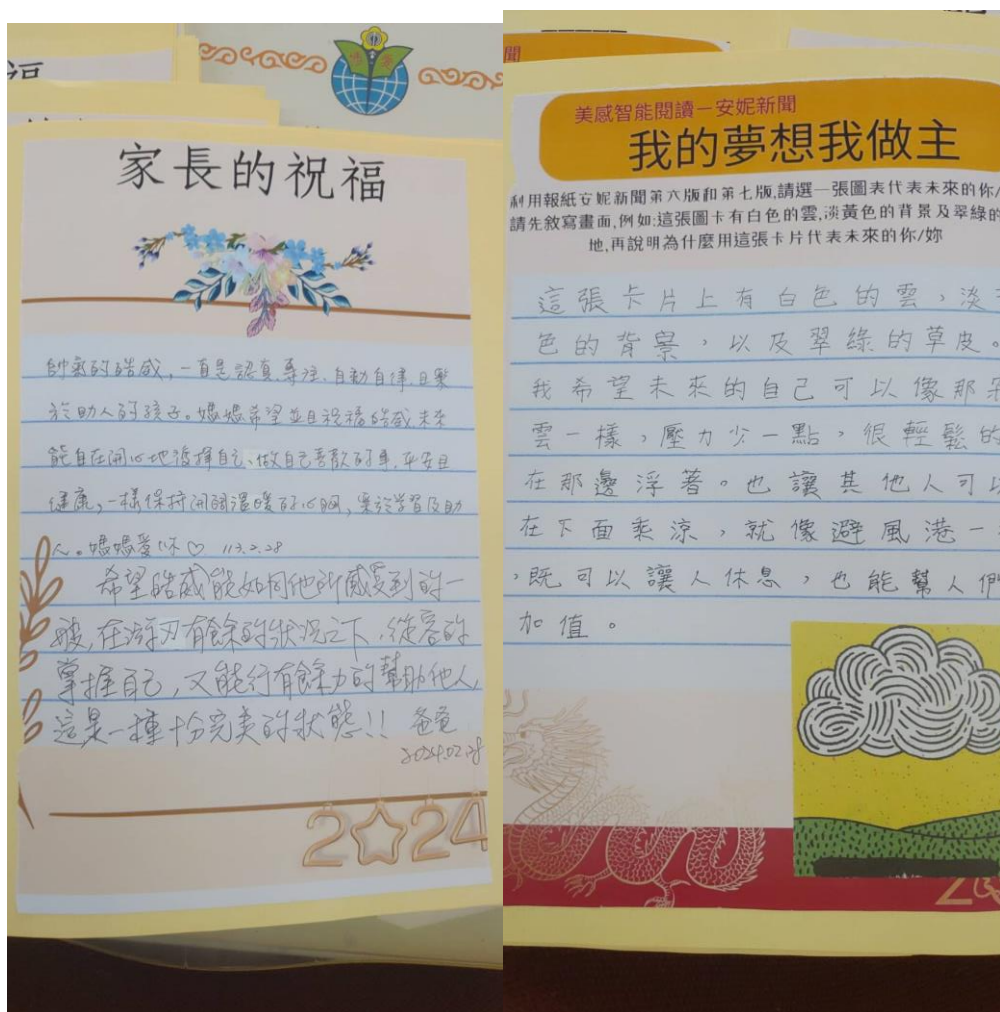 福
家長的祝福
帥氣的皓威，一直是認真、專注、自動自律、且樂
於助人的孩子。媽媽希望並且祝福皓威未來
能自在開心地發揮自己、做自己喜歡的事，平安且
健康，一樣保持開闊溫暖的心胸，樂於學習及助
人。媽媽愛你♡ 113.2.28
希望皓威能如同他所感受到的一
般，在游刃有餘的狀況之下，從容的
掌握自己，又能行有餘力的幫助他人，
這是一種十分完美的狀態!! 爸爸
2024.02.28
2024
聞
美感智能閱讀－安妮新聞
我的夢想我做主
利用報紙安妮新聞第六版和第七版,請選一張圖表代表未來的你/
請先敘寫畫面,例如:這張圖卡有白色的雲,淡黃色的背景及翠綠的
地,再說明為什麼用這張卡片代表未來的你/妳
這張卡片上有白色的雲，淡
色的背景，以及翠綠的草皮。
我希望未來的自己可以像那朵
雲一樣，壓力少一點，很輕鬆的
在那邊浮著。也讓其他人可以
在下面乘涼，就像避風港一
，既可以讓人休息，也能幫人們
加值。